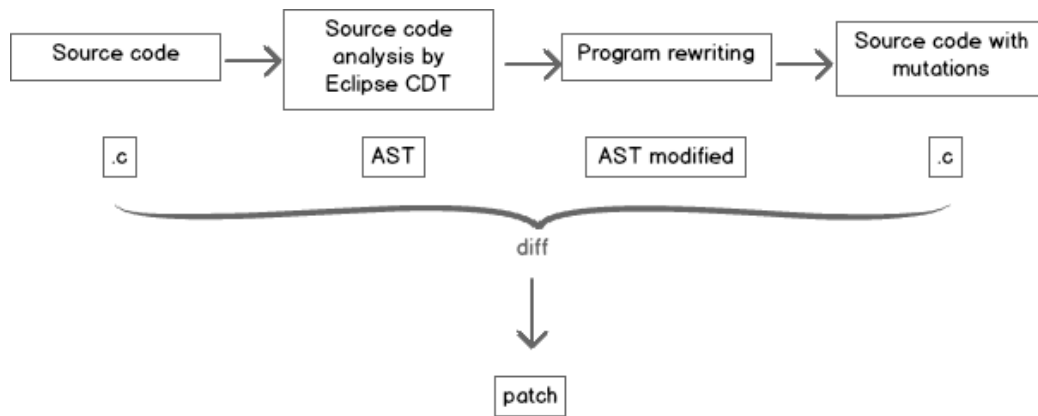 Source code
Source code
analysis by
Eclipse CDT
Program rewriting
Source code with
mutations
.c
AST
AST modified
.c
diff
patch